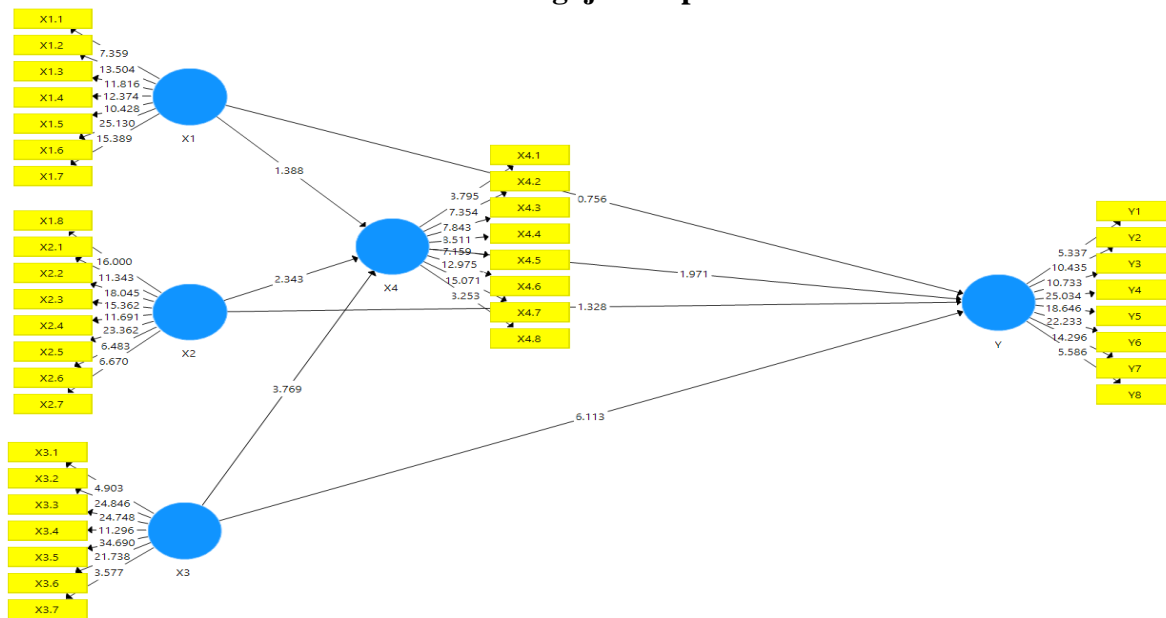 X1.1
X1.2
X1.3
X1.4
X1.5
X1.6
X1.7
7.359
13.504
11.816
12.374
10.428
25.130
15.389
X1
1.388
0.756
X1.8
X2.1
X2.2
X2.3
X2.4
X2.5
X2.6
X2.7
16.000
11.343
18.045
15.362
11.691
23.362
6.483
6.670
X2
2.343
1.328
X3.1
X3.2
X3.3
X3.4
X3.5
X3.6
X3.7
4.903
24.846
24.748
11.296
34.690
21.738
3.577
X3
3.769
6.113
X4
3.795
7.354
7.843
3.511
7.159
12.975
15.071
3.253
X4.1
X4.2
X4.3
X4.4
X4.5
X4.6
X4.7
X4.8
1.971
Y
5.337
10.435
10.733
25.034
18.646
22.233
14.296
5.586
Y1
Y2
Y3
Y4
Y5
Y6
Y7
Y8